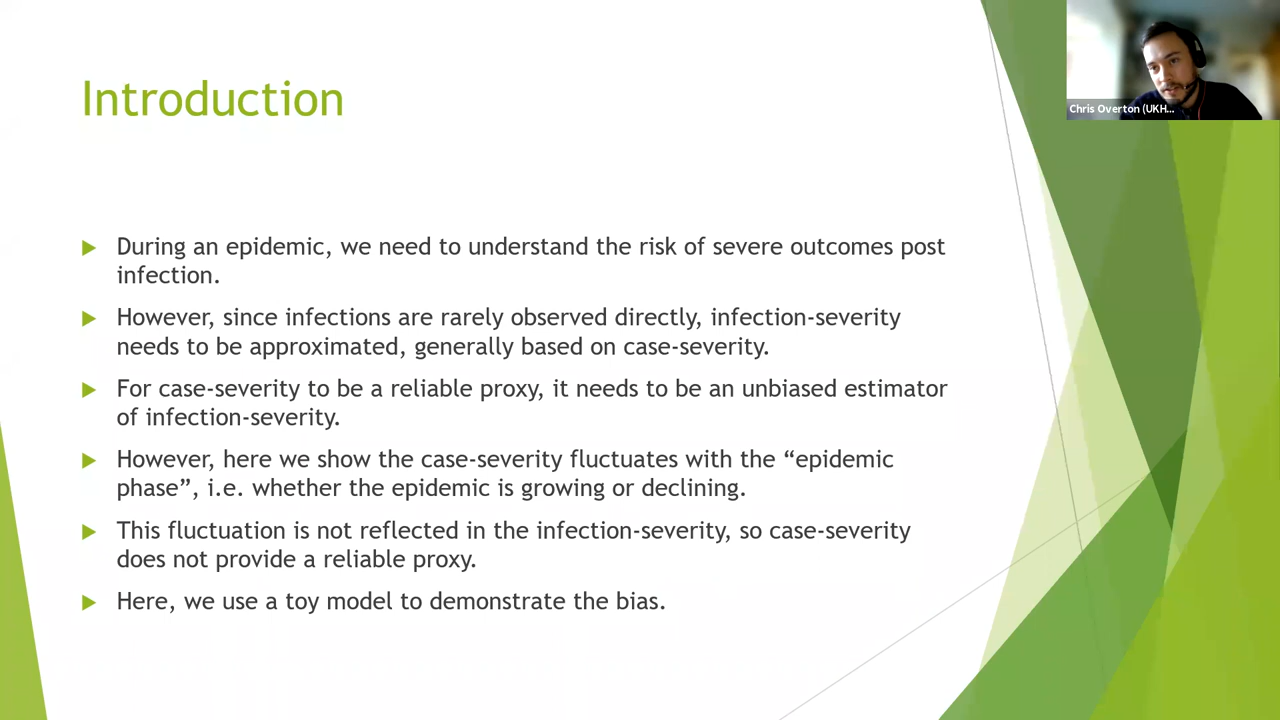 Introduction
Chris Overton (UKH...
During an epidemic, we need to understand the risk of severe outcomes post
infection.
However, since infections are rarely observed directly, infection-severity
needs to be approximated, generally based on case-severity.
For case-severity to be a reliable proxy, it needs to be an unbiased estimator
of infection-severity.
However, here we show the case-severity fluctuates with the “epidemic
phase”, i.e. whether the epidemic is growing or declining.
This fluctuation is not reflected in the infection-severity, so case-severity
does not provide a reliable proxy.
Here, we use a toy model to demonstrate the bias.